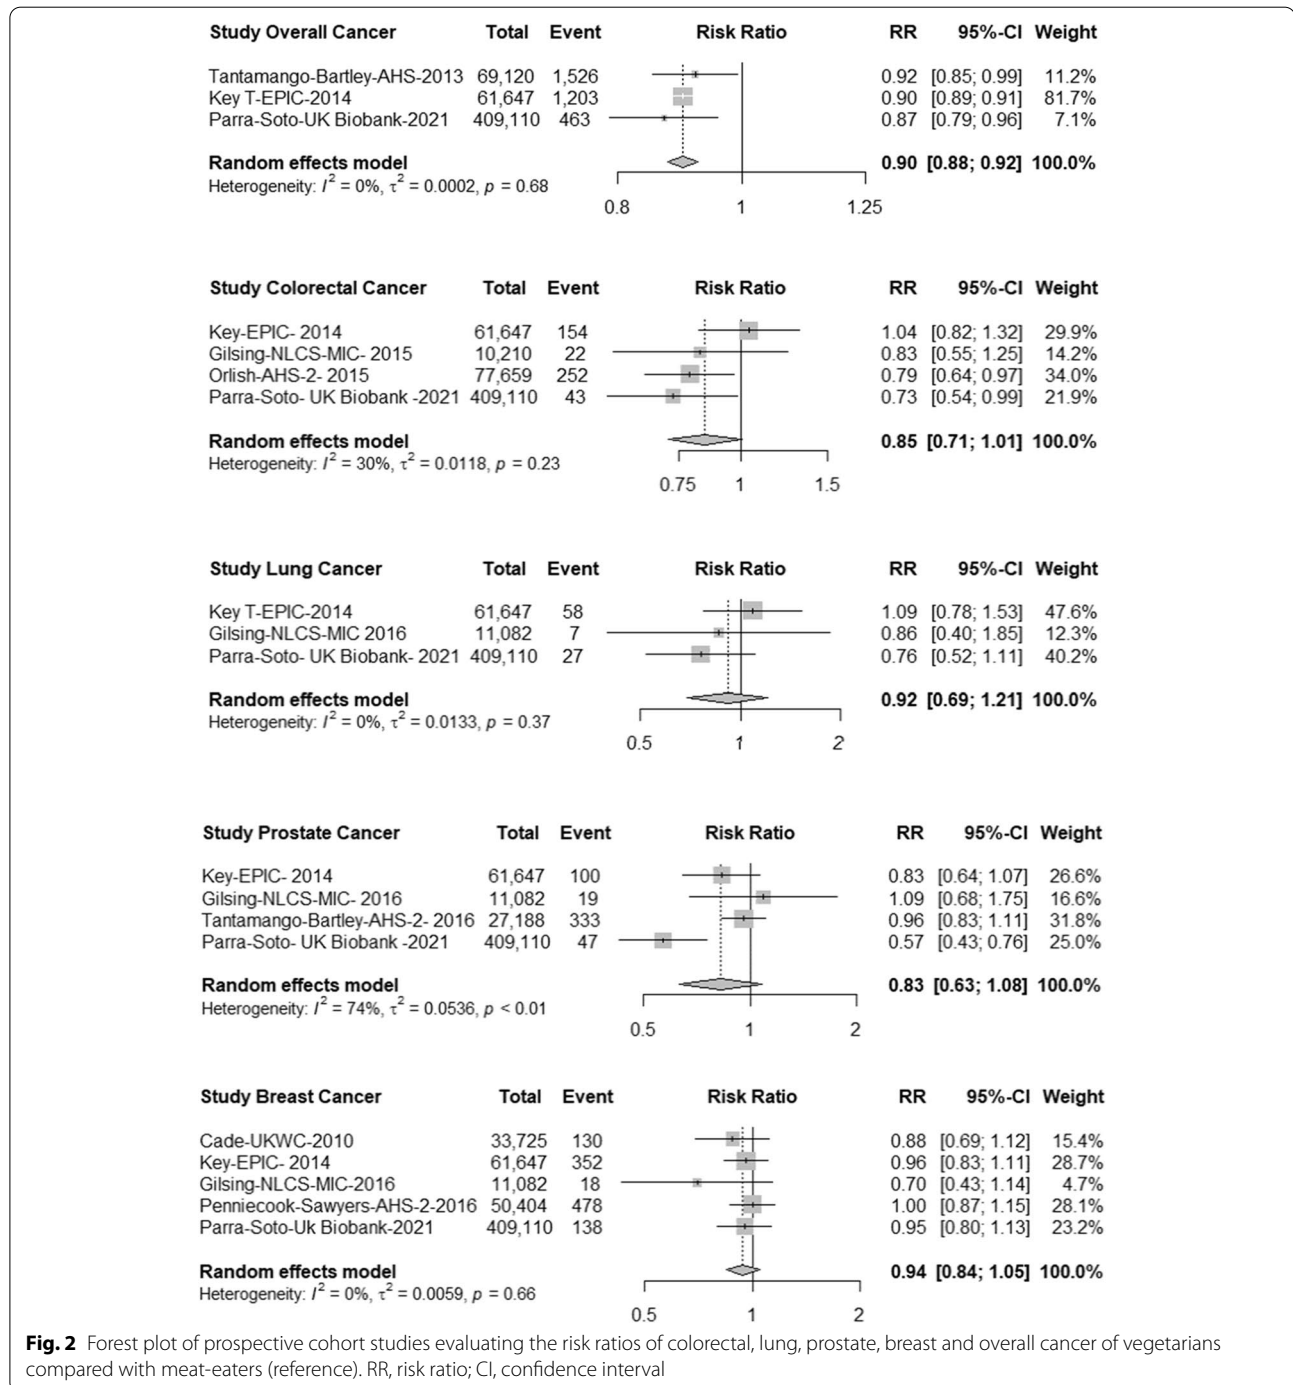 Study Overall Cancer Total Event Risk Ratio RR 95%-CI Weight
Tantamango-Bartley-AHS-2013 69,120 1,526 0.92 [0.85; 0.99] 11.2%
Key T-EPIC-2014 61,647 1,203 0.90 [0.89; 0.91] 81.7%
Parra-Soto-UK Biobank-2021 409,110 463 0.87 [0.79; 0.96] 7.1%
Random effects model 0.90 [0.88; 0.92] 100.0%
Heterogeneity: I² = 0%, τ² = 0.0002, p = 0.68
0.8 1 1.25
Study Colorectal Cancer Total Event Risk Ratio RR 95%-CI Weight
Key-EPIC- 2014 61,647 154 1.04 [0.82; 1.32] 29.9%
Gilsing-NLCS-MIC- 2015 10,210 22 0.83 [0.55; 1.25] 14.2%
Orlish-AHS-2- 2015 77,659 252 0.79 [0.64; 0.97] 34.0%
Parra-Soto- UK Biobank -2021 409,110 43 0.73 [0.54; 0.99] 21.9%
Random effects model 0.85 [0.71; 1.01] 100.0%
Heterogeneity: I² = 30%, τ² = 0.0118, p = 0.23
0.75 1 1.5
Study Lung Cancer Total Event Risk Ratio RR 95%-CI Weight
Key T-EPIC-2014 61,647 58 1.09 [0.78; 1.53] 47.6%
Gilsing-NLCS-MIC 2016 11,082 7 0.86 [0.40; 1.85] 12.3%
Parra-Soto- UK Biobank- 2021 409,110 27 0.76 [0.52; 1.11] 40.2%
Random effects model 0.92 [0.69; 1.21] 100.0%
Heterogeneity: I² = 0%, τ² = 0.0133, p = 0.37
0.5 1 2
Study Prostate Cancer Total Event Risk Ratio RR 95%-CI Weight
Key-EPIC- 2014 61,647 100 0.83 [0.64; 1.07] 26.6%
Gilsing-NLCS-MIC- 2016 11,082 19 1.09 [0.68; 1.75] 16.6%
Tantamango-Bartley-AHS-2- 2016 27,188 333 0.96 [0.83; 1.11] 31.8%
Parra-Soto- UK Biobank -2021 409,110 47 0.57 [0.43; 0.76] 25.0%
Random effects model 0.83 [0.63; 1.08] 100.0%
Heterogeneity: I² = 74%, τ² = 0.0536, p < 0.01
0.5 1 2
Study Breast Cancer Total Event Risk Ratio RR 95%-CI Weight
Cade-UKWC-2010 33,725 130 0.88 [0.69; 1.12] 15.4%
Key-EPIC- 2014 61,647 352 0.96 [0.83; 1.11] 28.7%
Gilsing-NLCS-MIC-2016 11,082 18 0.70 [0.43; 1.14] 4.7%
Penniecook-Sawyers-AHS-2-2016 50,404 478 1.00 [0.87; 1.15] 28.1%
Parra-Soto-Uk Biobank-2021 409,110 138 0.95 [0.80; 1.13] 23.2%
Random effects model 0.94 [0.84; 1.05] 100.0%
Heterogeneity: I² = 0%, τ² = 0.0059, p = 0.66
0.5 1 2
Fig. 2 Forest plot of prospective cohort studies evaluating the risk ratios of colorectal, lung, prostate, breast and overall cancer of vegetarians
compared with meat-eaters (reference). RR, risk ratio; CI, confidence interval